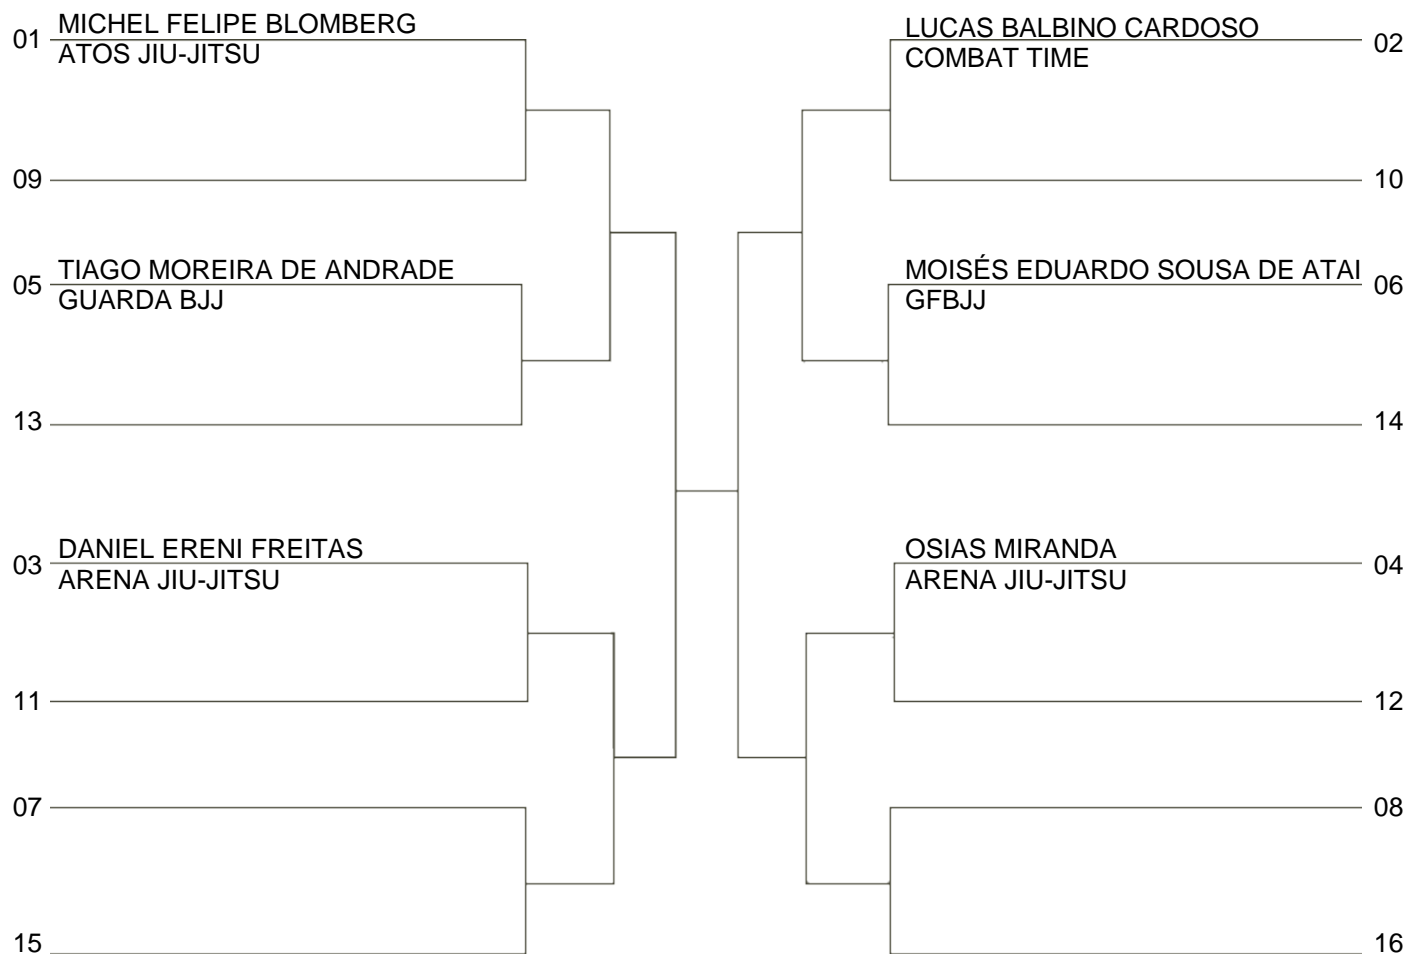 01
MICHEL FELIPE BLOMBERG
ATOS JIU-JITSU
09
05
TIAGO MOREIRA DE ANDRADE
GUARDA BJJ
13
03
DANIEL ERENI FREITAS
ARENA JIU-JITSU
11
07
15
LUCAS BALBINO CARDOSO
COMBAT TIME
02
10
MOISÉS EDUARDO SOUSA DE ATAI
GFBJJ
06
14
OSIAS MIRANDA
ARENA JIU-JITSU
04
12
08
16